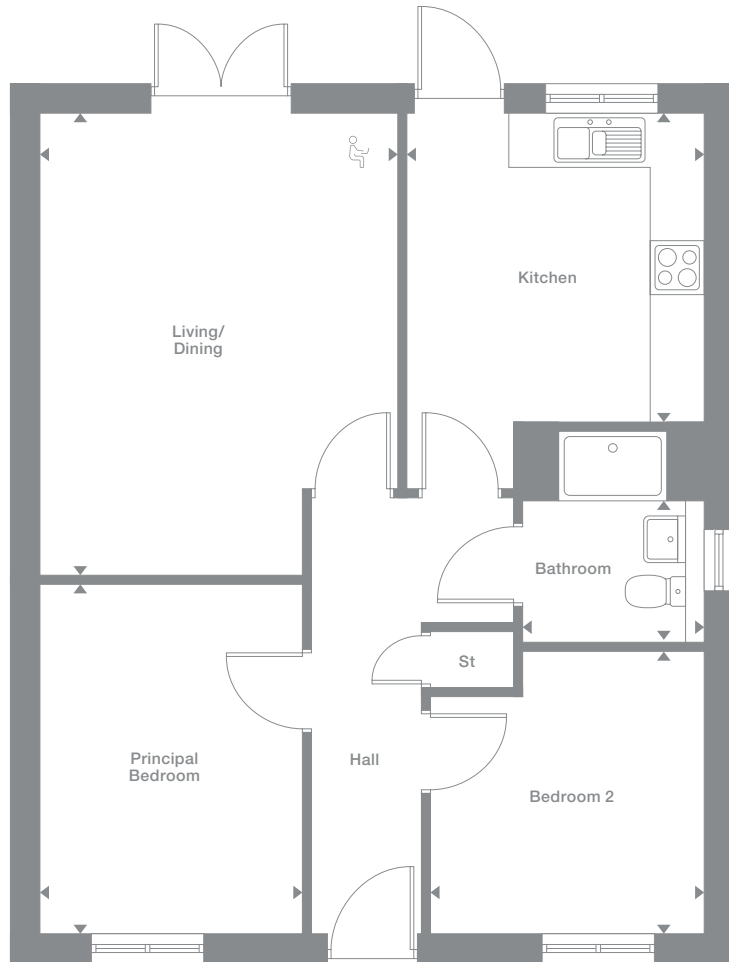 Kitchen
Living/
Dining
Bathroom
St
Principal
Bedroom
Hall
Bedroom 2